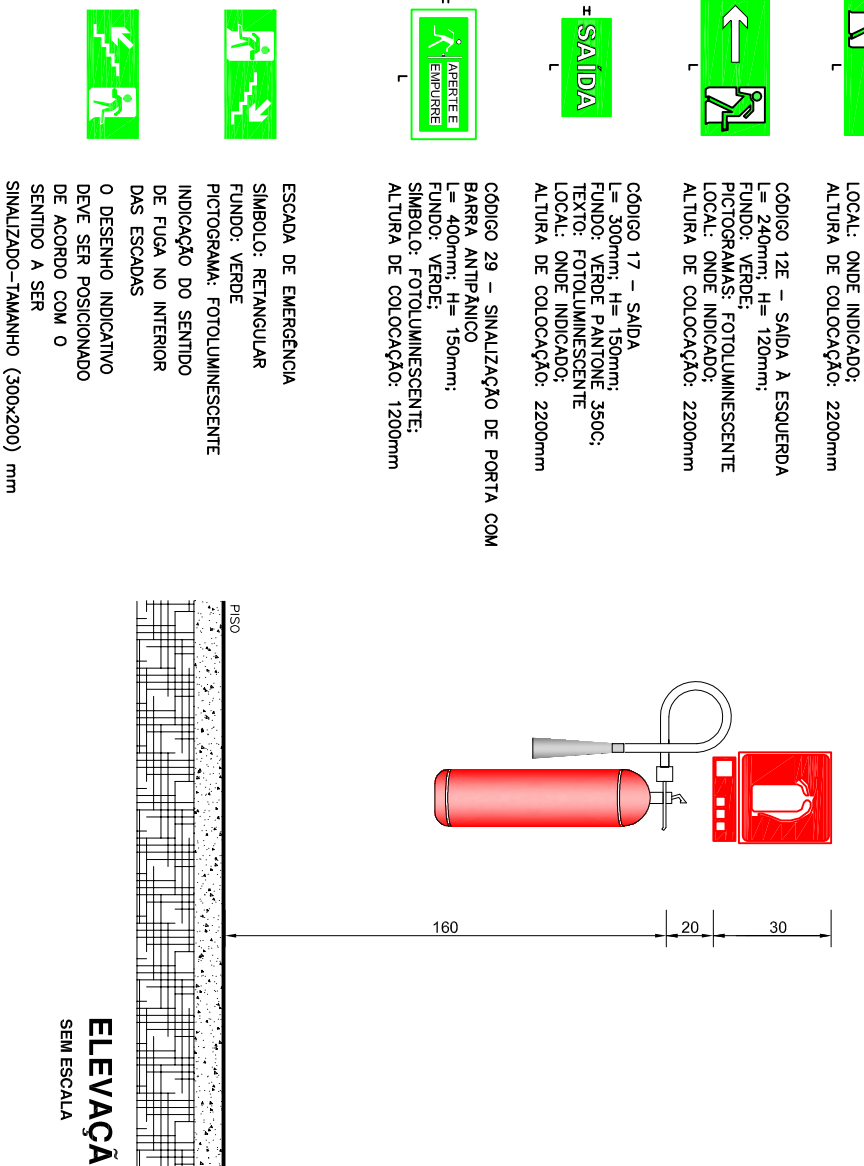 LOCAL: ONDE INDICADO;
ALTURA DE COLOCAÇÃO: 2200mm
L
CÓDIGO 12E – SAÍDA À ESQUERDA
L= 240mm; H= 120mm;
FUNDO: VERDE;
PICTOGRAMAS: FOTOLUMINESCENTE
LOCAL: ONDE INDICADO;
ALTURA DE COLOCAÇÃO: 2200mm
L
SAÍDA
H
L
CÓDIGO 17 – SAÍDA
L= 300mm; H= 150mm;
FUNDO: VERDE PANTONE 350C;
TEXTO: FOTOLUMINESCENTE
LOCAL: ONDE INDICADO;
ALTURA DE COLOCAÇÃO: 2200mm
APERTE E
EMPURRE
H
L
CÓDIGO 29 – SINALIZAÇÃO DE PORTA COM
BARRA ANTIPÂNICO
L= 400mm; H= 150mm;
FUNDO: VERDE;
SÍMBOLO: FOTOLUMINESCENTE;
ALTURA DE COLOCAÇÃO: 1200mm
ESCADA DE EMERGÊNCIA
SÍMBOLO: RETANGULAR
FUNDO: VERDE
PICTOGRAMA: FOTOLUMINESCENTE
INDICAÇÃO DO SENTIDO
DE FUGA NO INTERIOR
DAS ESCADAS
O DESENHO INDICATIVO
DEVE SER POSICIONADO
DE ACORDO COM O
SENTIDO A SER
SINALIZADO–TAMANHO (300x200) mm
30
20
160
PISO
ELEVAÇÃ
SEM ESCALA